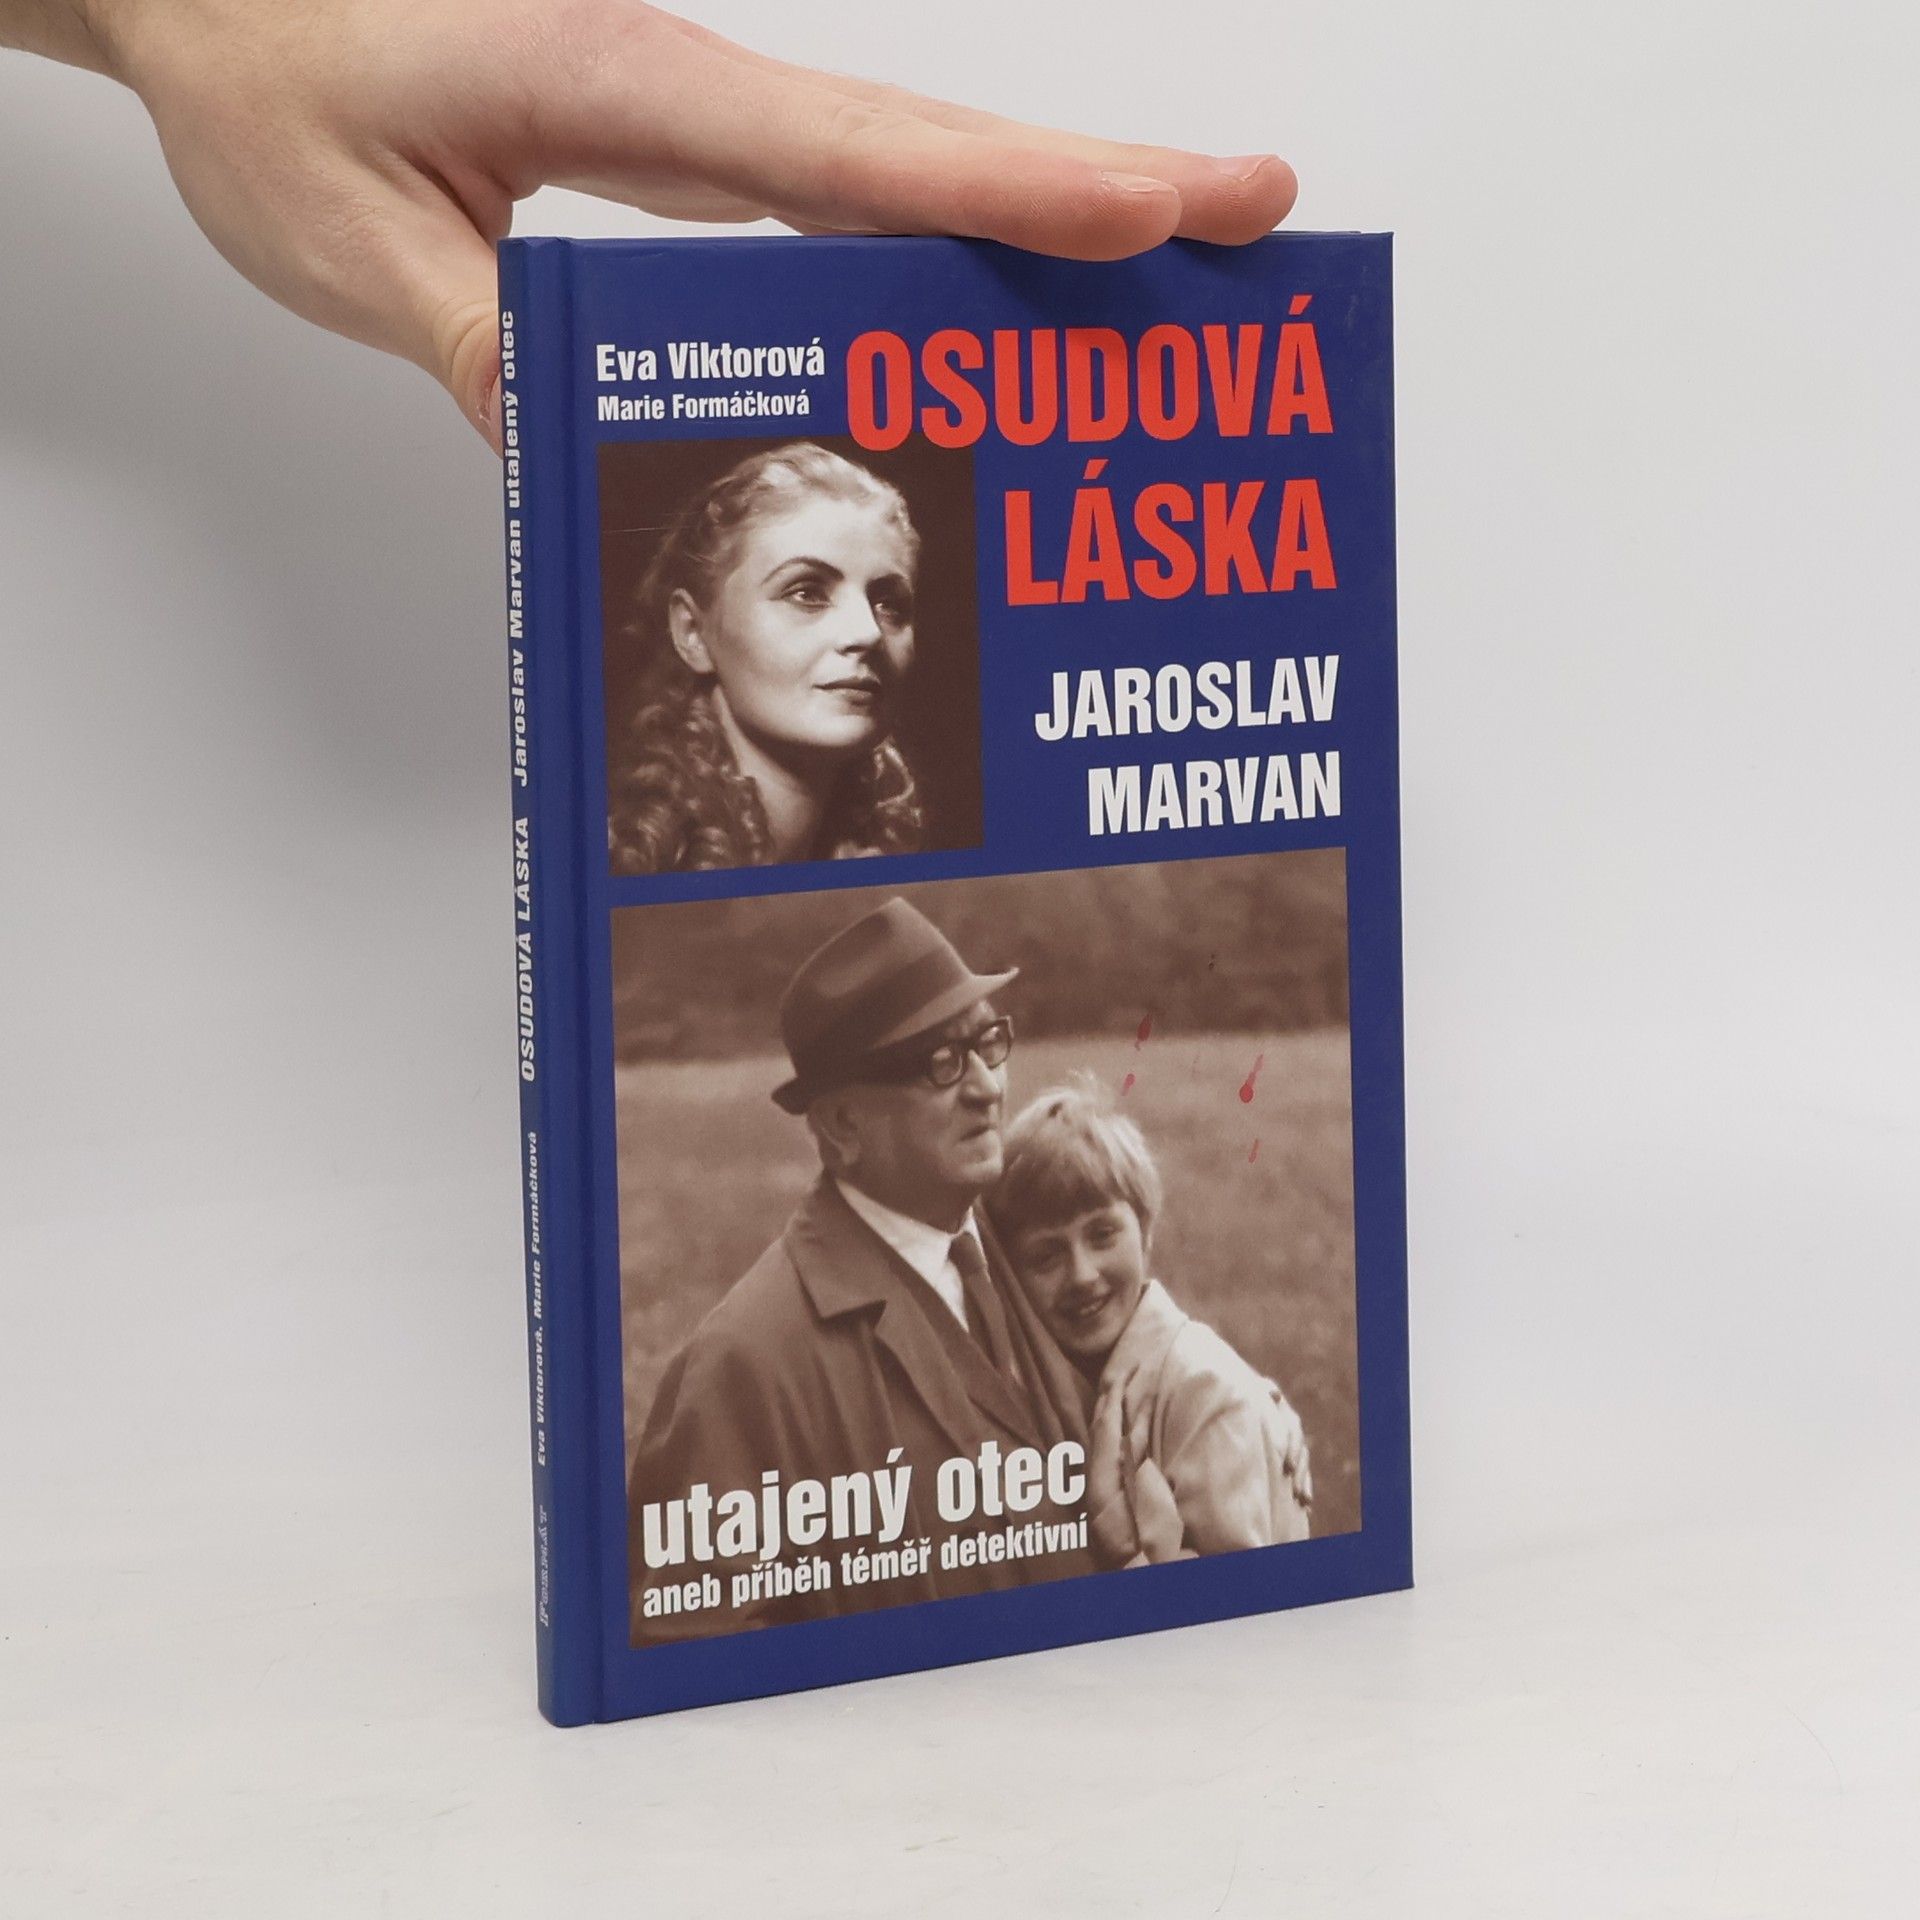 Eva Viktorová
Marie Formáčková
OSUDOVÁ
LÁSKA
JAROSLAV
MARVAN
utajený otec
aneb příběh téměř detektivní
Eva Viktorová, Marie Formáčková OSUDOVÁ LÁSKA Jaroslav Marvan utajený otec